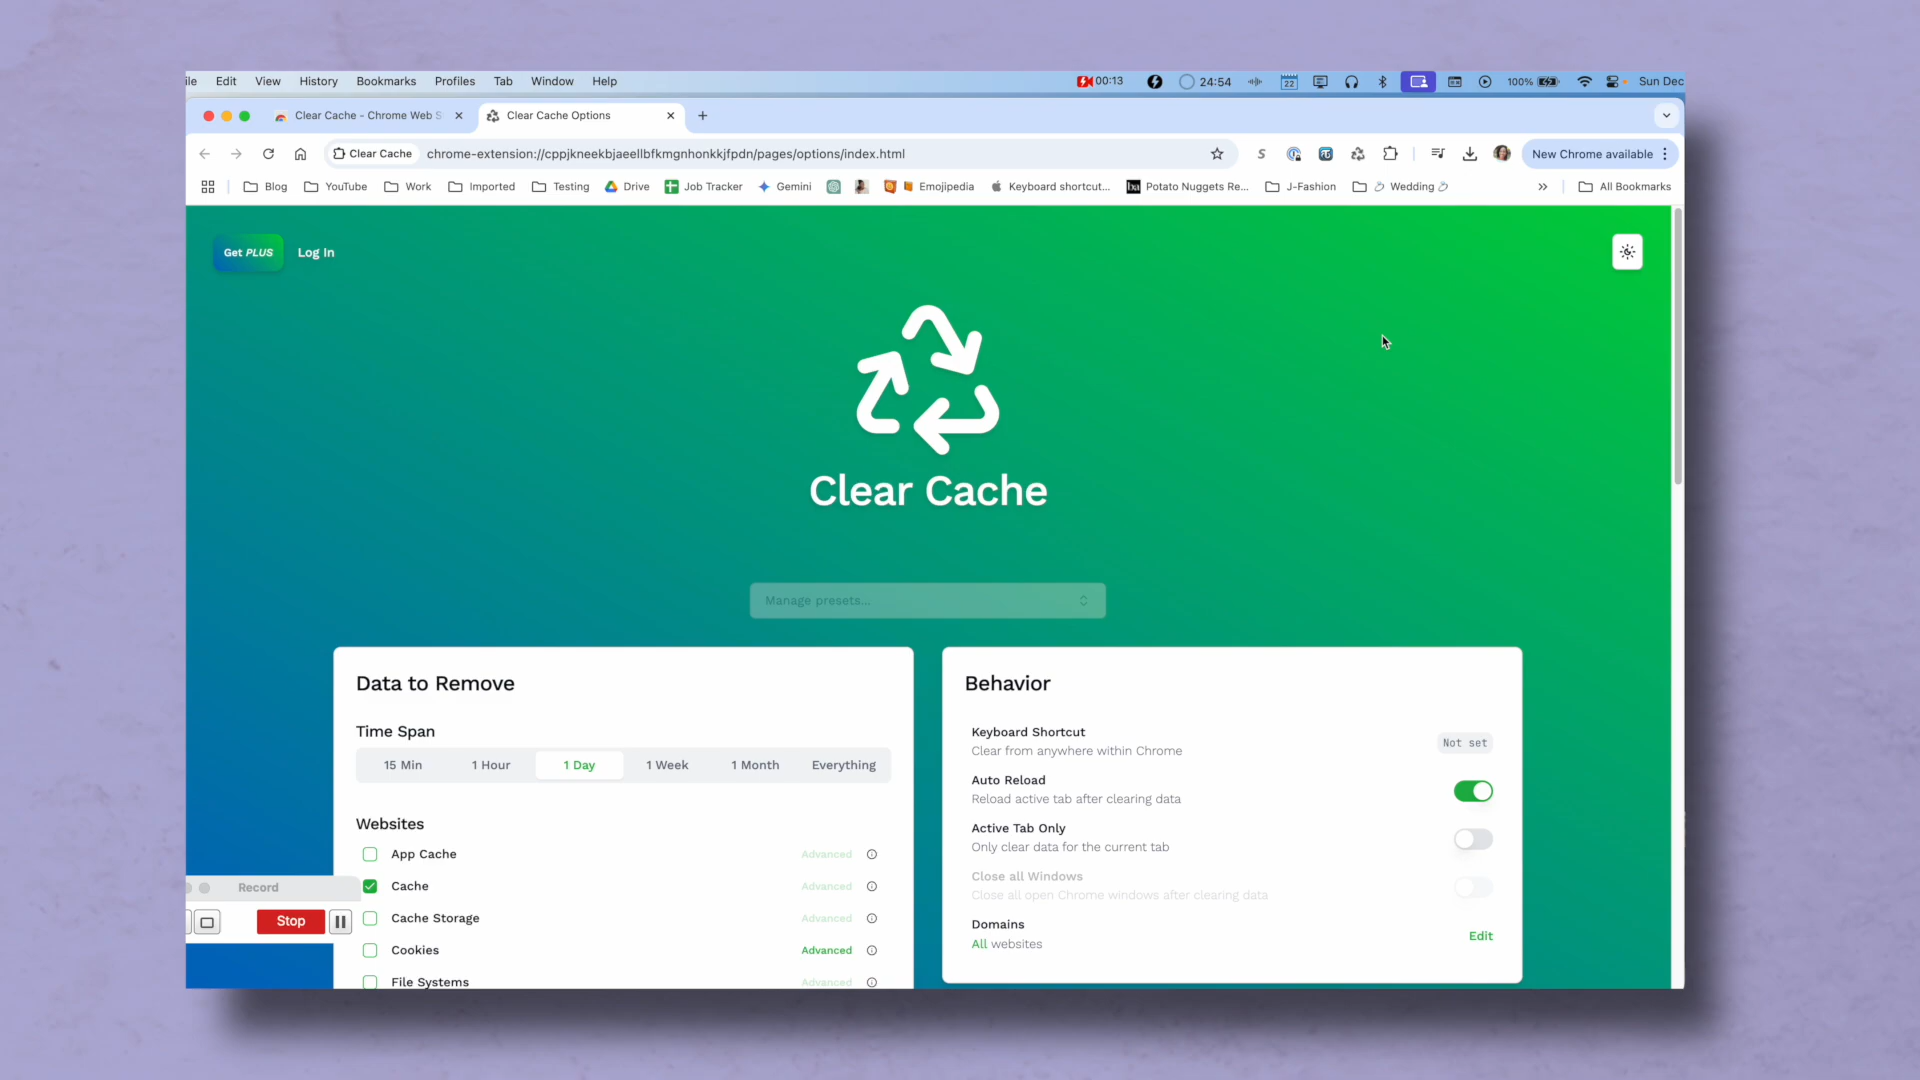 ile Edit View History Bookmarks Profiles Tab Window Help 00:13 24:54 22 100% Sun Dec
Clear Cache - Chrome Web S Clear Cache Options
Clear Cache chrome-extension://cppjkneekbjaeellbfkmgnhonkkjfpdn/pages/options/index.html New Chrome available
Blog YouTube Work Imported Testing Drive Job Tracker Gemini Emojipedia Keyboard shortcut... Potato Nuggets Re... J-Fashion Wedding All Bookmarks
Get PLUS Log In
Clear Cache
Manage presets...
Data to Remove
Time Span
15 Min 1 Hour 1 Day 1 Week 1 Month Everything
Websites
App Cache Advanced
Cache Advanced
Cache Storage Advanced
Cookies Advanced
File Systems Advanced
Behavior
Keyboard Shortcut
Clear from anywhere within Chrome
Not set
Auto Reload
Reload active tab after clearing data
Active Tab Only
Only clear data for the current tab
Close all Windows
Close all open Chrome windows after clearing data
Domains
All websites
Edit
Record
Stop